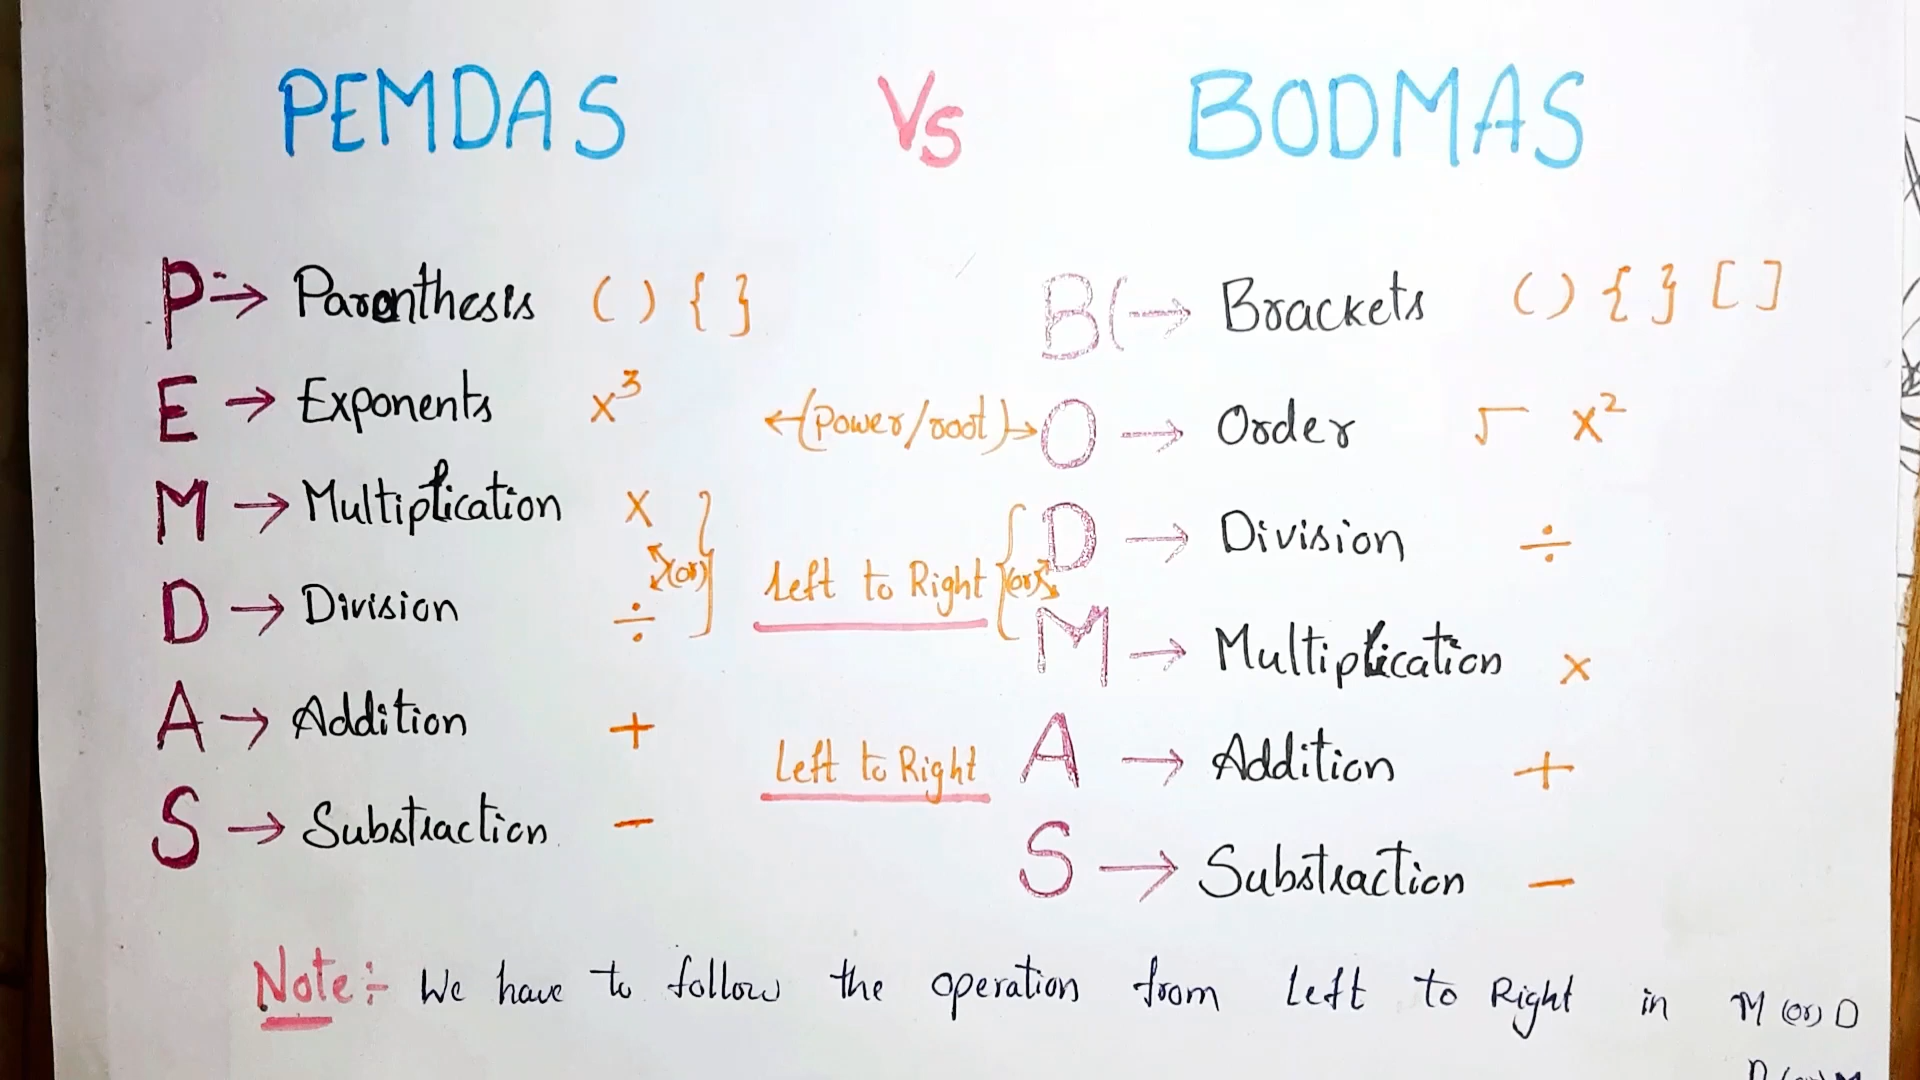 PEMDAS Vs BODMAS
P → Paranthesis ( ) { }
E → Exponents x³
M → Multiplication ×
D → Division ÷
A → Addition +
S → Substraction −
←(Power/root)→
(or) Left to Right (or)
Left to Right
B( → Brackets ( ) { } [ ]
O → Order √ x²
D → Division ÷
M → Multiplication ×
A → Addition +
S → Substraction −
Note:- We have to follow the operation from Left to Right in M (or) D